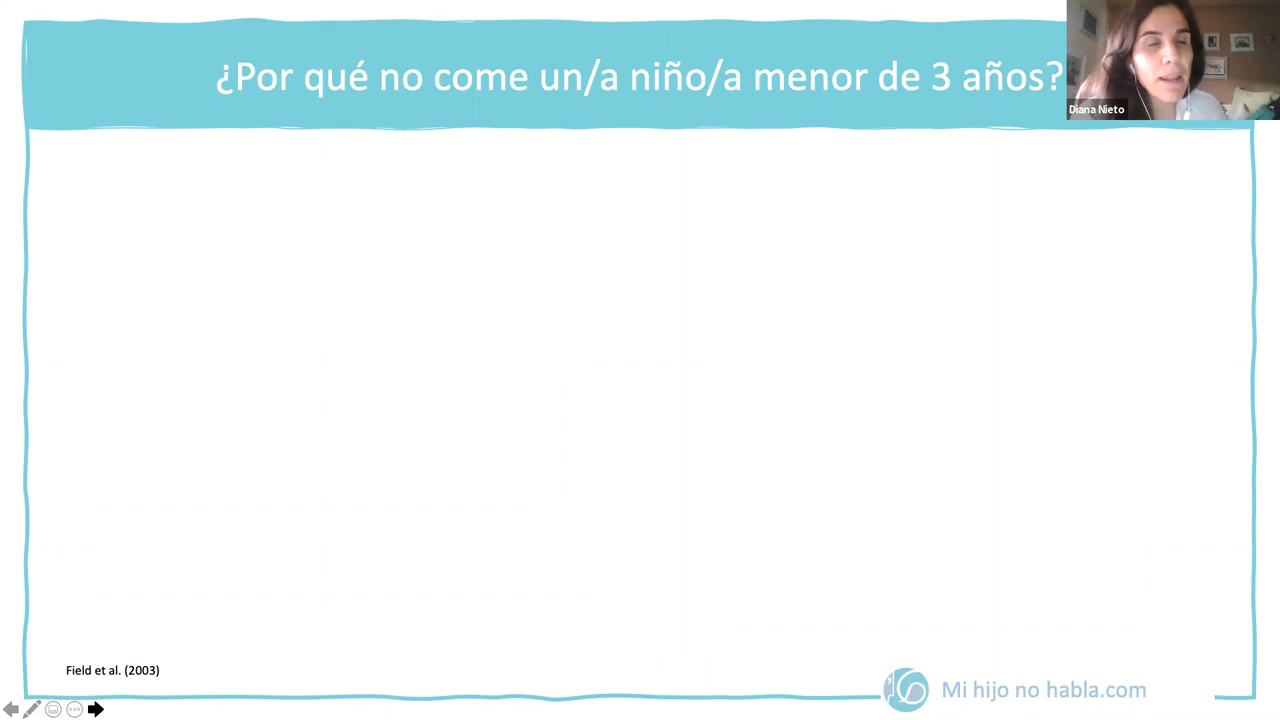 ¿Por qué no come un/a niño/a menor de 3 años?
Diana Nieto
Field et al. (2003)
Mi hijo no habla.com